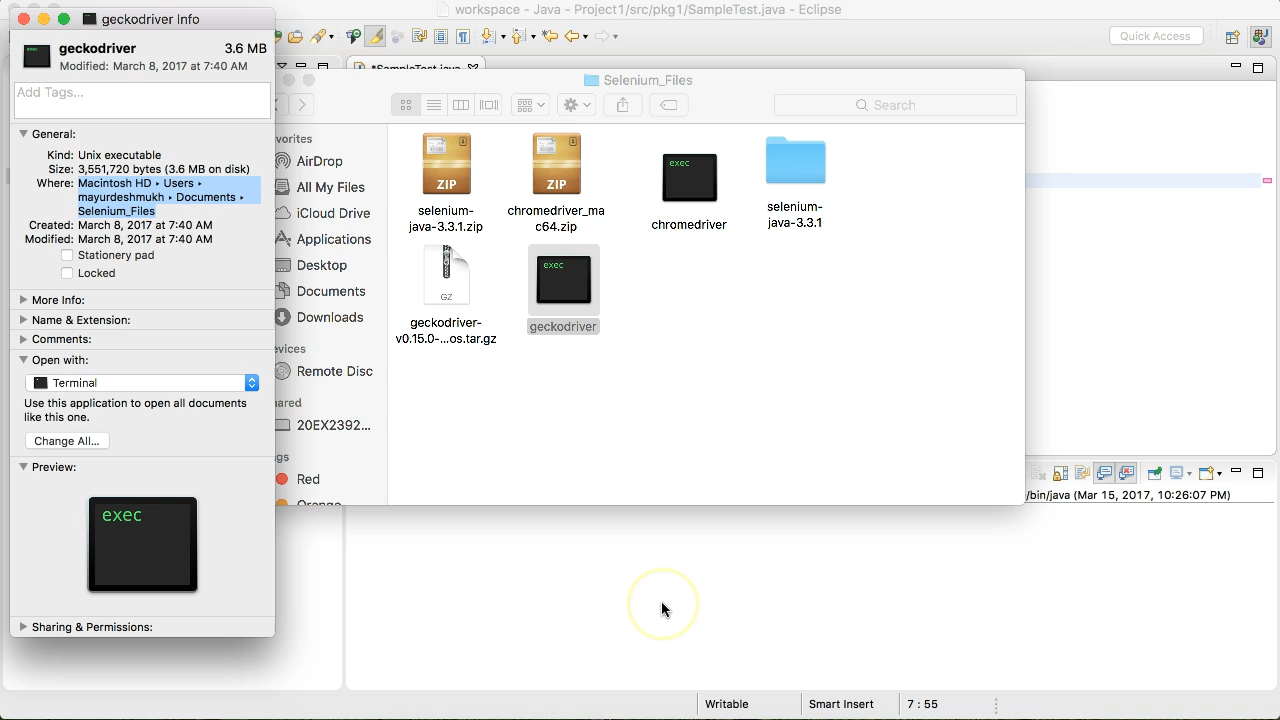 workspace - Java - Project1/src/pkg1/SampleTest.java - Eclipse
geckodriver Info
geckodriver 3.6 MB
Modified: March 8, 2017 at 7:40 AM
Add Tags...
General:
Kind: Unix executable
Size: 3,551,720 bytes (3.6 MB on disk)
Where: Macintosh HD ▸ Users ▸
mayurdeshmukh ▸ Documents ▸
Selenium_Files
Created: March 8, 2017 at 7:40 AM
Modified: March 8, 2017 at 7:40 AM
Stationery pad
Locked
More Info:
Name & Extension:
Comments:
Open with:
Terminal
Use this application to open all documents
like this one.
Change All...
Preview:
exec
Sharing & Permissions:
Quick Access
*SampleTest.java
Selenium_Files
Search
vorites
AirDrop
All My Files
iCloud Drive
Applications
Desktop
Documents
Downloads
evices
Remote Disc
ared
20EX2392...
gs
Red
Orange
ZIP
selenium-
java-3.3.1.zip
ZIP
chromedriver_ma
c64.zip
exec
chromedriver
selenium-
java-3.3.1
GZ
geckodriver-
v0.15.0-...os.tar.gz
exec
geckodriver
/bin/java (Mar 15, 2017, 10:26:07 PM)
Writable
Smart Insert
7 : 55